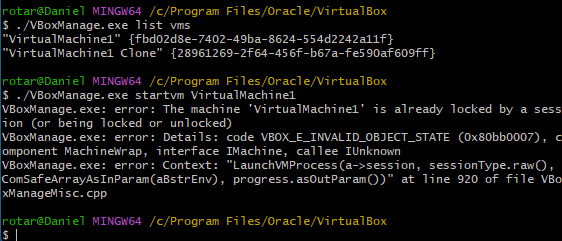 rotar@Daniel MINGW64 /c/Program Files/Oracle/VirtualBox
$ ./VBoxManage.exe list vms
"VirtualMachine1" {fbd02d8e-7402-49ba-8624-554d2242a11f}
"VirtualMachine1 Clone" {28961269-2f64-456f-b67a-fe590af609ff}
rotar@Daniel MINGW64 /c/Program Files/Oracle/VirtualBox
$ ./VBoxManage.exe startvm VirtualMachine1
VBoxManage.exe: error: The machine 'VirtualMachine1' is already locked by a sess
ion (or being locked or unlocked)
VBoxManage.exe: error: Details: code VBOX_E_INVALID_OBJECT_STATE (0x80bb0007), c
omponent MachineWrap, interface IMachine, callee IUnknown
VBoxManage.exe: error: Context: "LaunchVMProcess(a->session, sessionType.raw(),
ComSafeArrayAsInParam(aBstrEnv), progress.asOutParam())" at line 920 of file VBo
xManageMisc.cpp
rotar@Daniel MINGW64 /c/Program Files/Oracle/VirtualBox
$